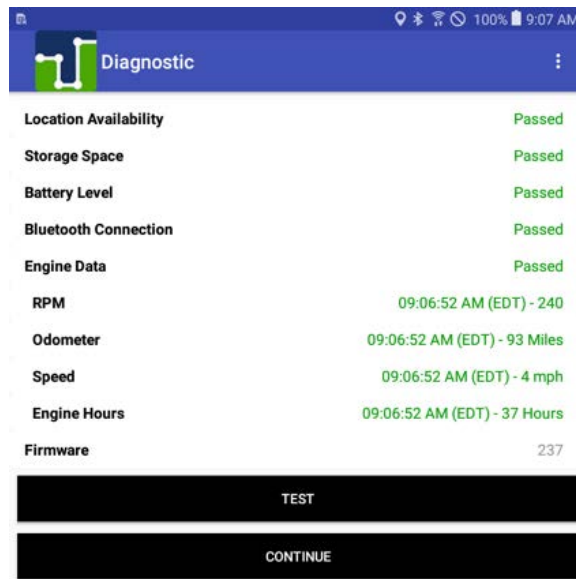 100% 9:07 AM
Diagnostic
Location Availability Passed
Storage Space Passed
Battery Level Passed
Bluetooth Connection Passed
Engine Data Passed
RPM 09:06:52 AM (EDT) - 240
Odometer 09:06:52 AM (EDT) - 93 Miles
Speed 09:06:52 AM (EDT) - 4 mph
Engine Hours 09:06:52 AM (EDT) - 37 Hours
Firmware 237
TEST
CONTINUE